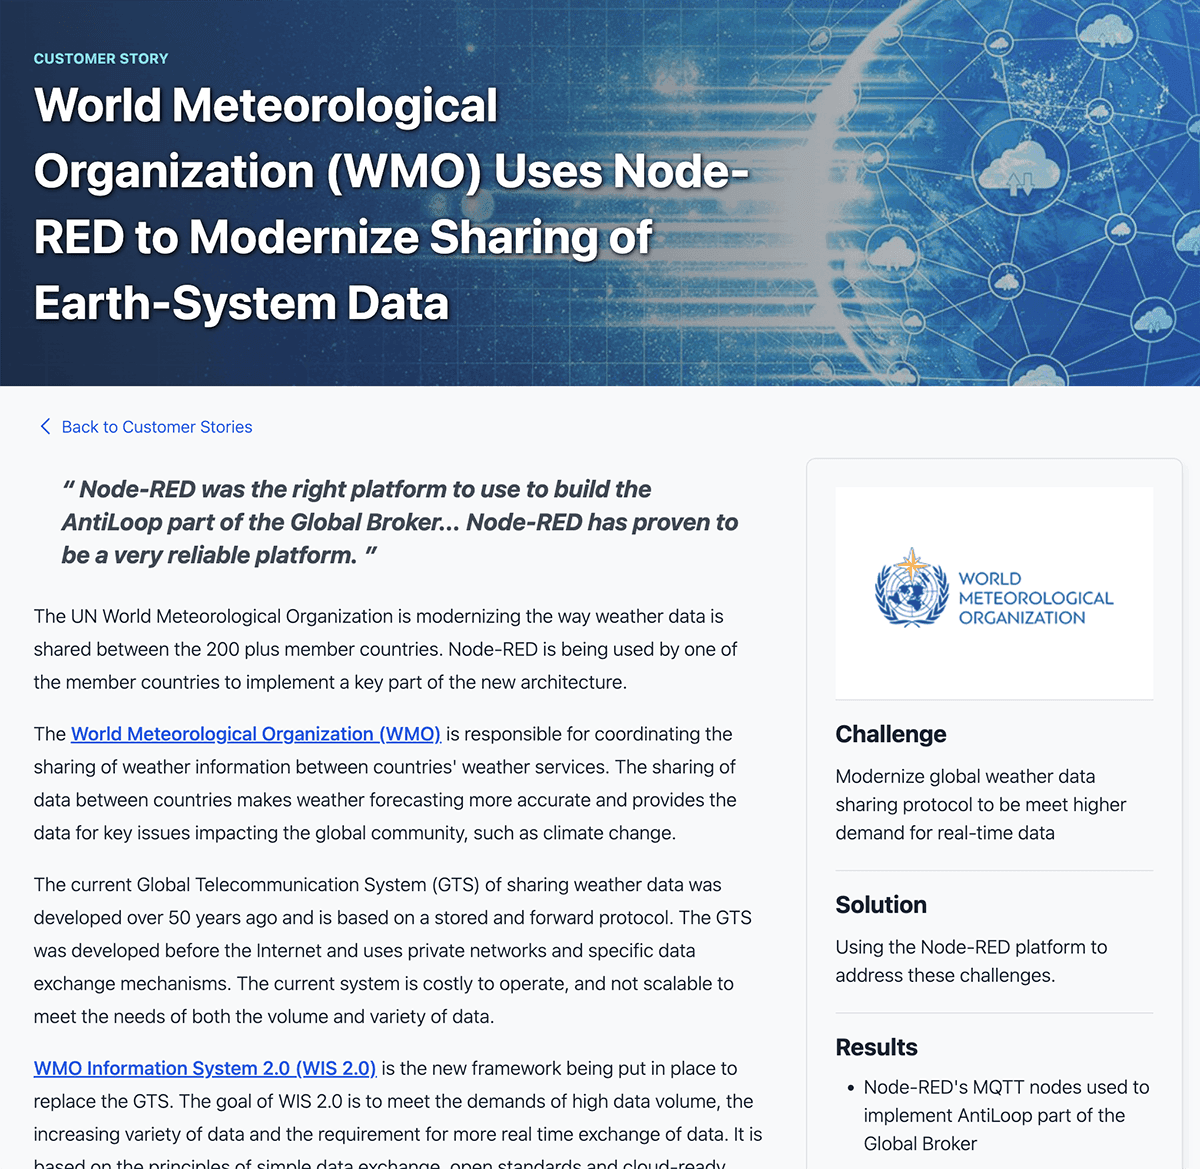 CUSTOMER STORY
World Meteorological
Organization (WMO) Uses Node-
RED to Modernize Sharing of
Earth-System Data
Back to Customer Stories
“ Node-RED was the right platform to use to build the
AntiLoop part of the Global Broker... Node-RED has proven to
be a very reliable platform. ”
The UN World Meteorological Organization is modernizing the way weather data is
shared between the 200 plus member countries. Node-RED is being used by one of
the member countries to implement a key part of the new architecture.
The World Meteorological Organization (WMO) is responsible for coordinating the
sharing of weather information between countries' weather services. The sharing of
data between countries makes weather forecasting more accurate and provides the
data for key issues impacting the global community, such as climate change.
The current Global Telecommunication System (GTS) of sharing weather data was
developed over 50 years ago and is based on a stored and forward protocol. The GTS
was developed before the Internet and uses private networks and specific data
exchange mechanisms. The current system is costly to operate, and not scalable to
meet the needs of both the volume and variety of data.
WMO Information System 2.0 (WIS 2.0) is the new framework being put in place to
replace the GTS. The goal of WIS 2.0 is to meet the demands of high data volume, the
increasing variety of data and the requirement for more real time exchange of data. It is
based on the principles of simple data exchange, open standards and cloud-ready
WORLD
METEOROLOGICAL
ORGANIZATION
Challenge
Modernize global weather data
sharing protocol to be meet higher
demand for real-time data
Solution
Using the Node-RED platform to
address these challenges.
Results
• Node-RED's MQTT nodes used to
implement AntiLoop part of the
Global Broker